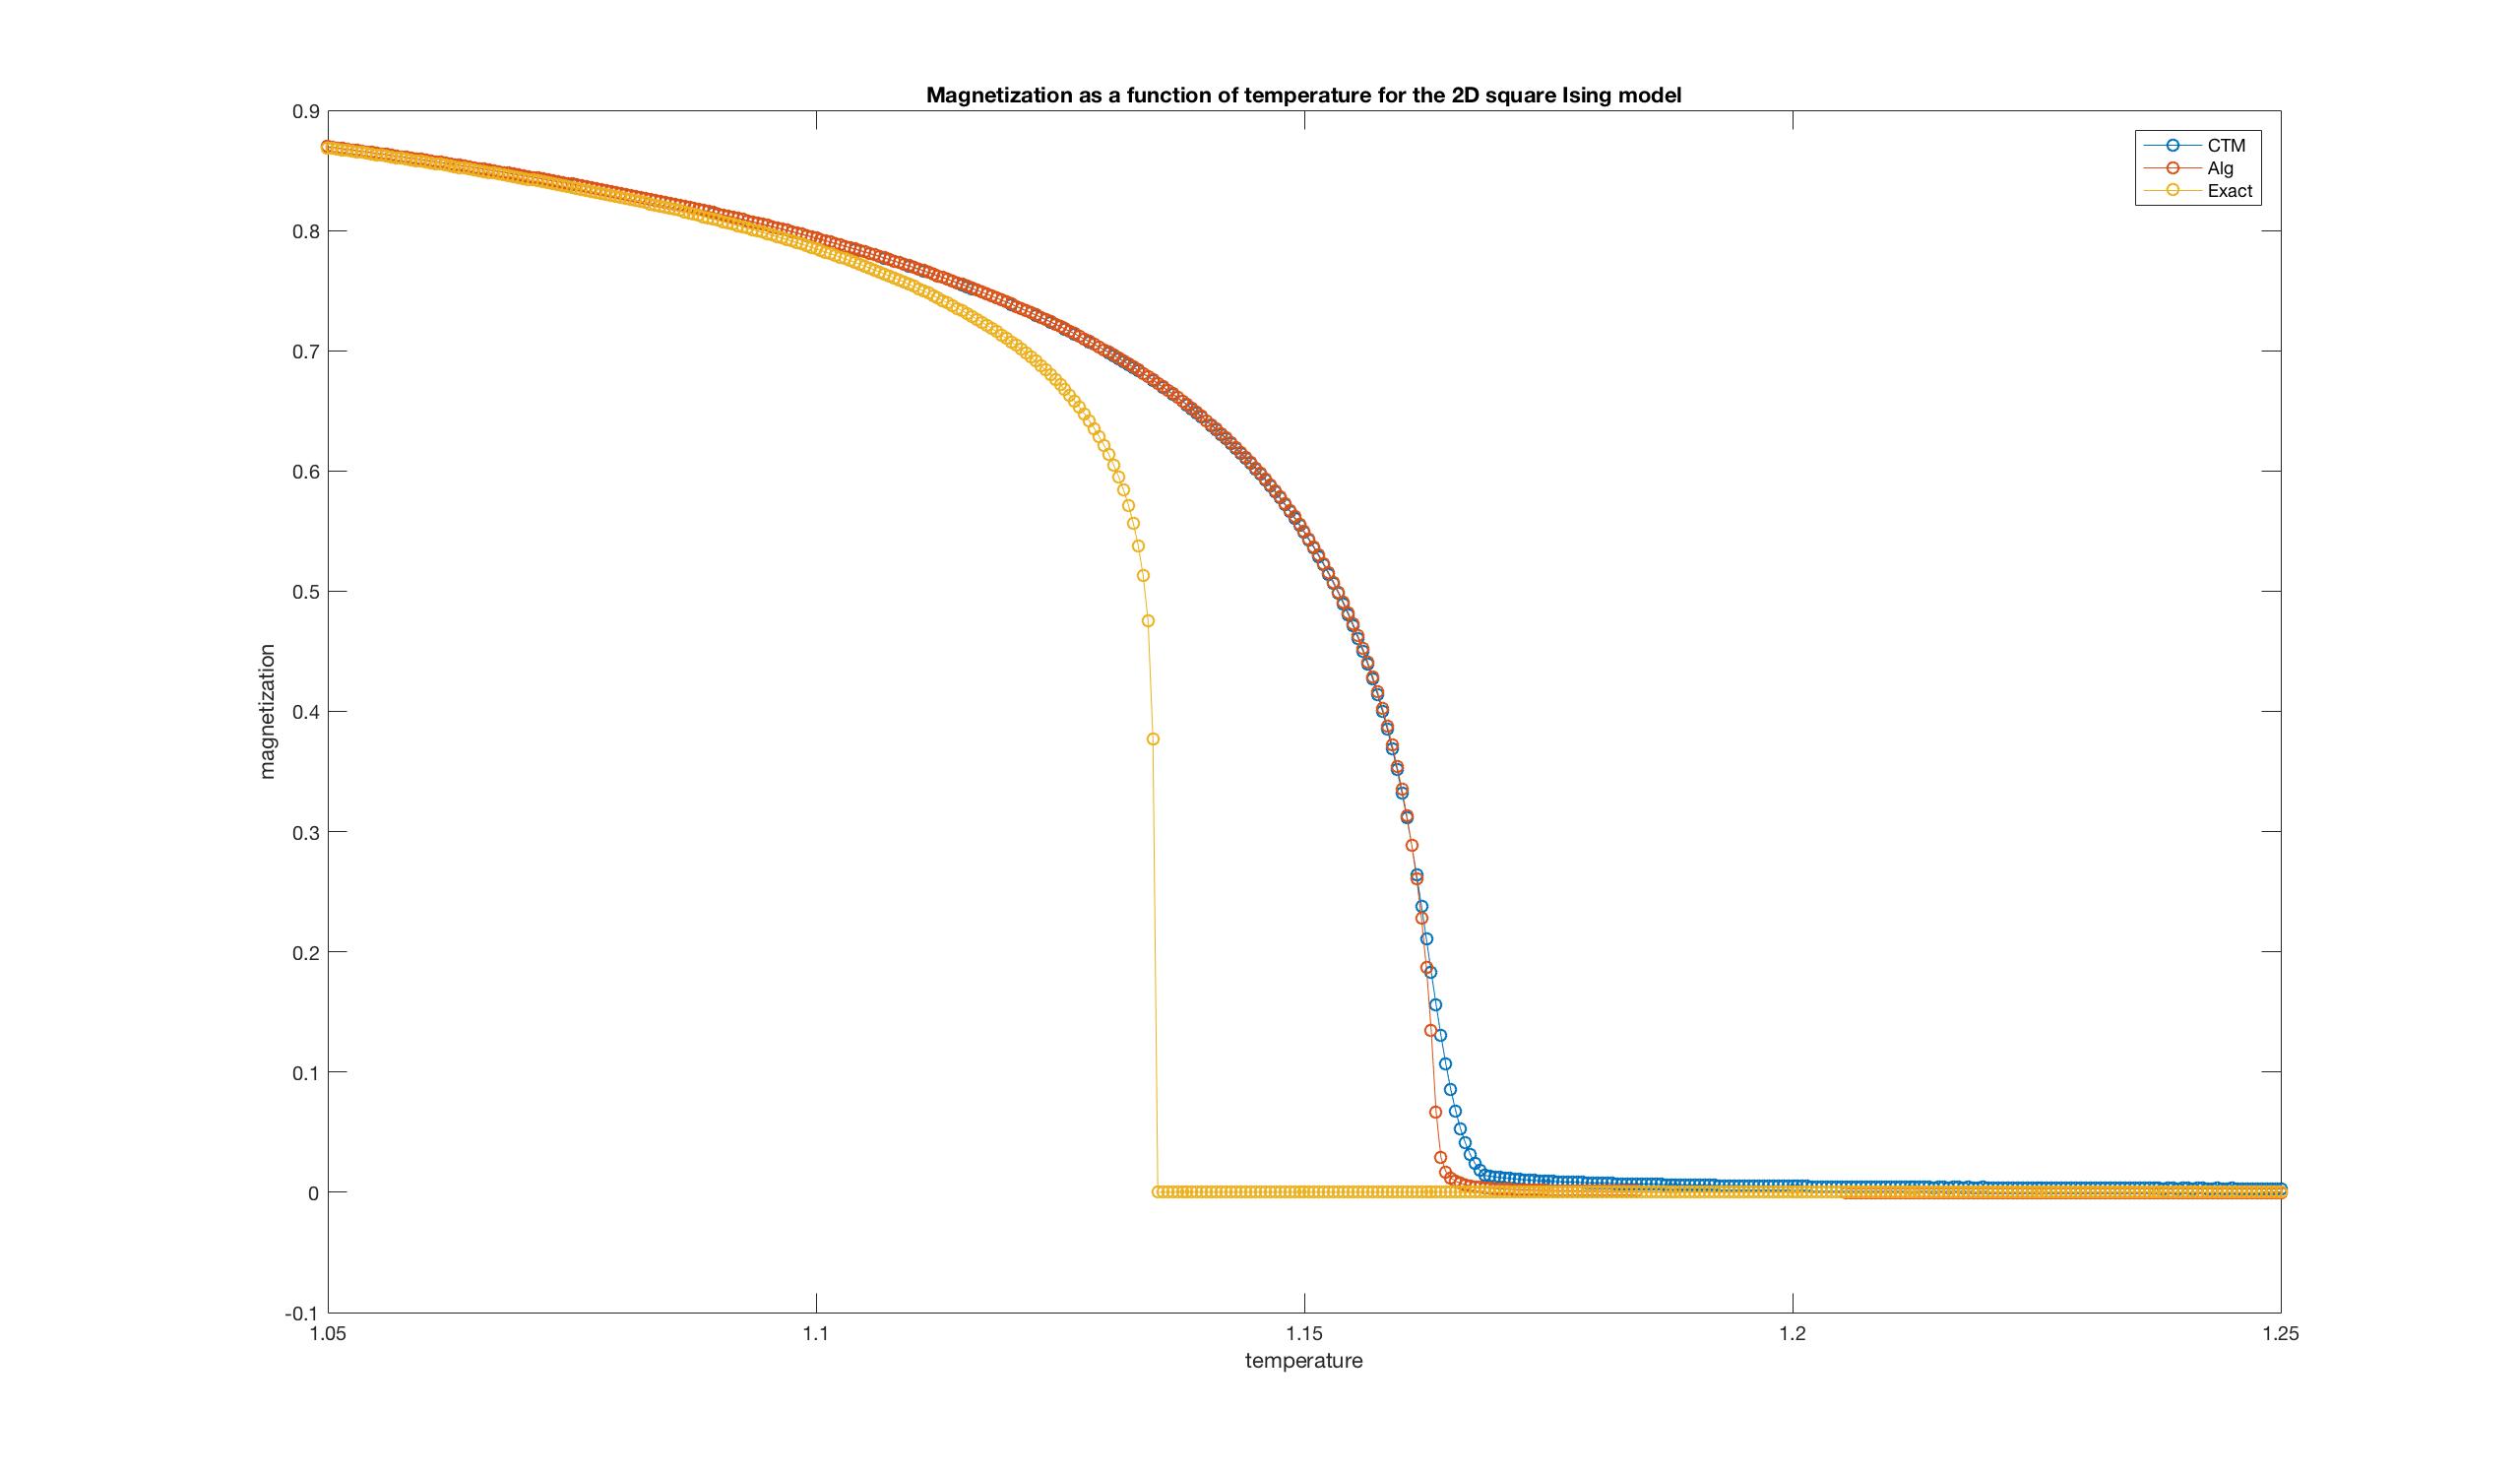 Magnetization as a function of temperature for the 2D square Ising model
CTM
Alg
Exact
magnetization
0.9
0.8
0.7
0.6
0.5
0.4
0.3
0.2
0.1
0
-0.1
1.05
1.1
1.15
1.2
1.25
temperature